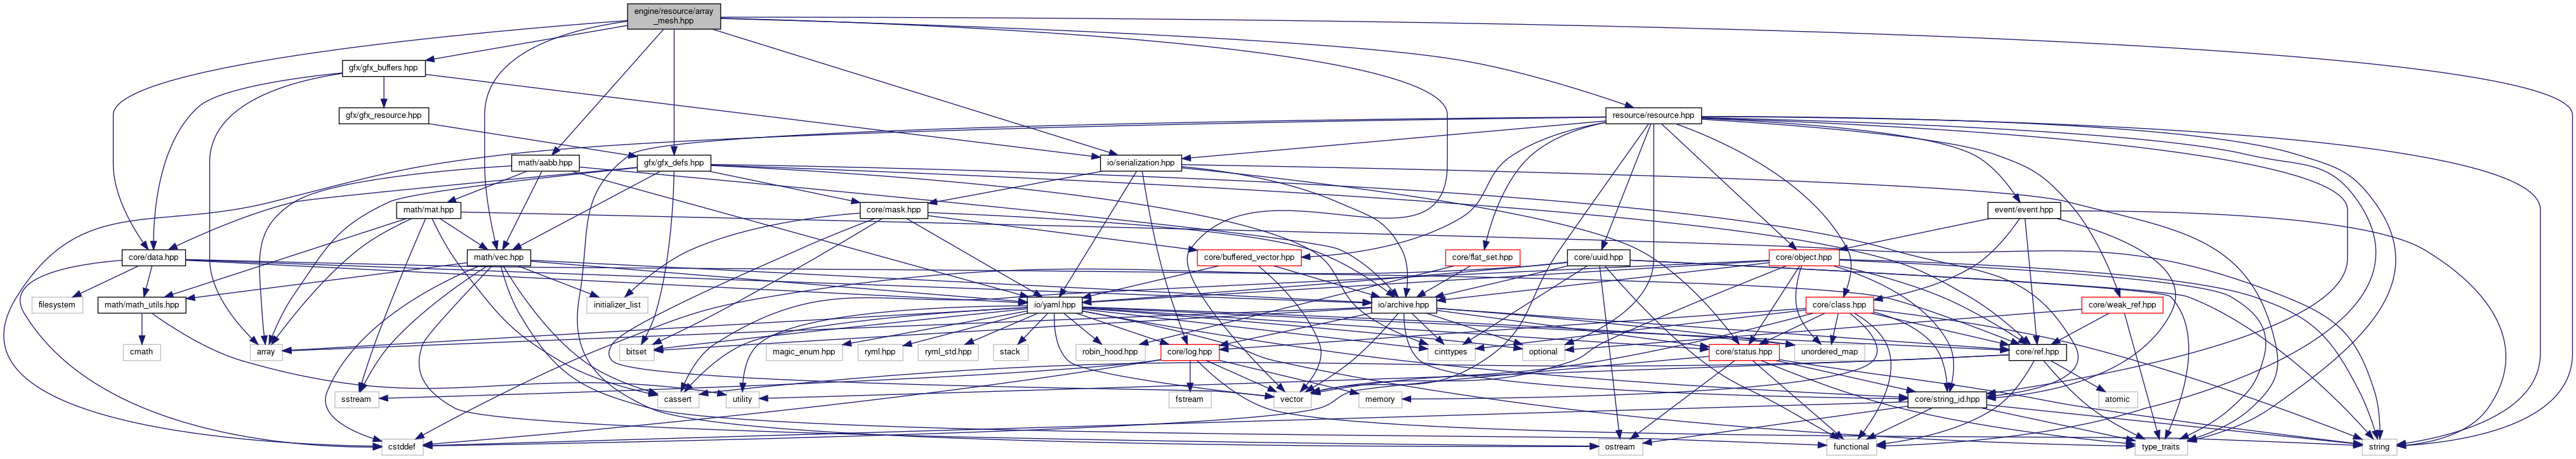 engine/resource/array
_mesh.hpp
gfx/gfx_buffers.hpp
gfx/gfx_resource.hpp
resource/resource.hpp
math/aabb.hpp
gfx/gfx_defs.hpp
io/serialization.hpp
math/mat.hpp
core/mask.hpp
event/event.hpp
core/data.hpp
math/vec.hpp
core/buffered_vector.hpp
core/flat_set.hpp
core/uuid.hpp
core/object.hpp
filesystem
math/math_utils.hpp
initializer_list
io/yaml.hpp
io/archive.hpp
core/class.hpp
core/weak_ref.hpp
cmath
array
bitset
magic_enum.hpp
ryml.hpp
ryml_std.hpp
stack
robin_hood.hpp
core/log.hpp
cinttypes
optional
core/status.hpp
unordered_map
core/ref.hpp
sstream
cassert
utility
fstream
vector
memory
core/string_id.hpp
atomic
cstddef
ostream
functional
type_traits
string